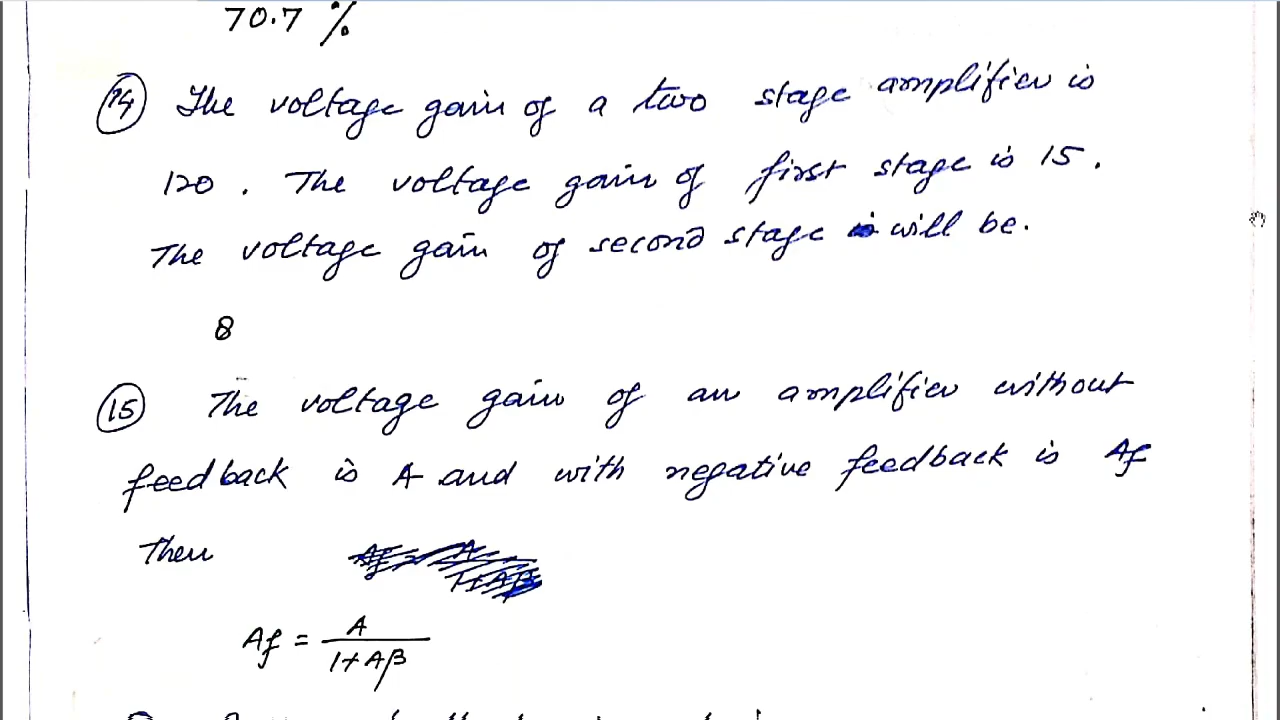 70.7 %
14 The voltage gain of a two stage amplifier is
120. The voltage gain of first stage is 15.
The voltage gain of second stage will be.
8
15 The voltage gain of an amplifier without
feedback is A and with negative feedback is Af
Then
Af = A / 1+Aβ